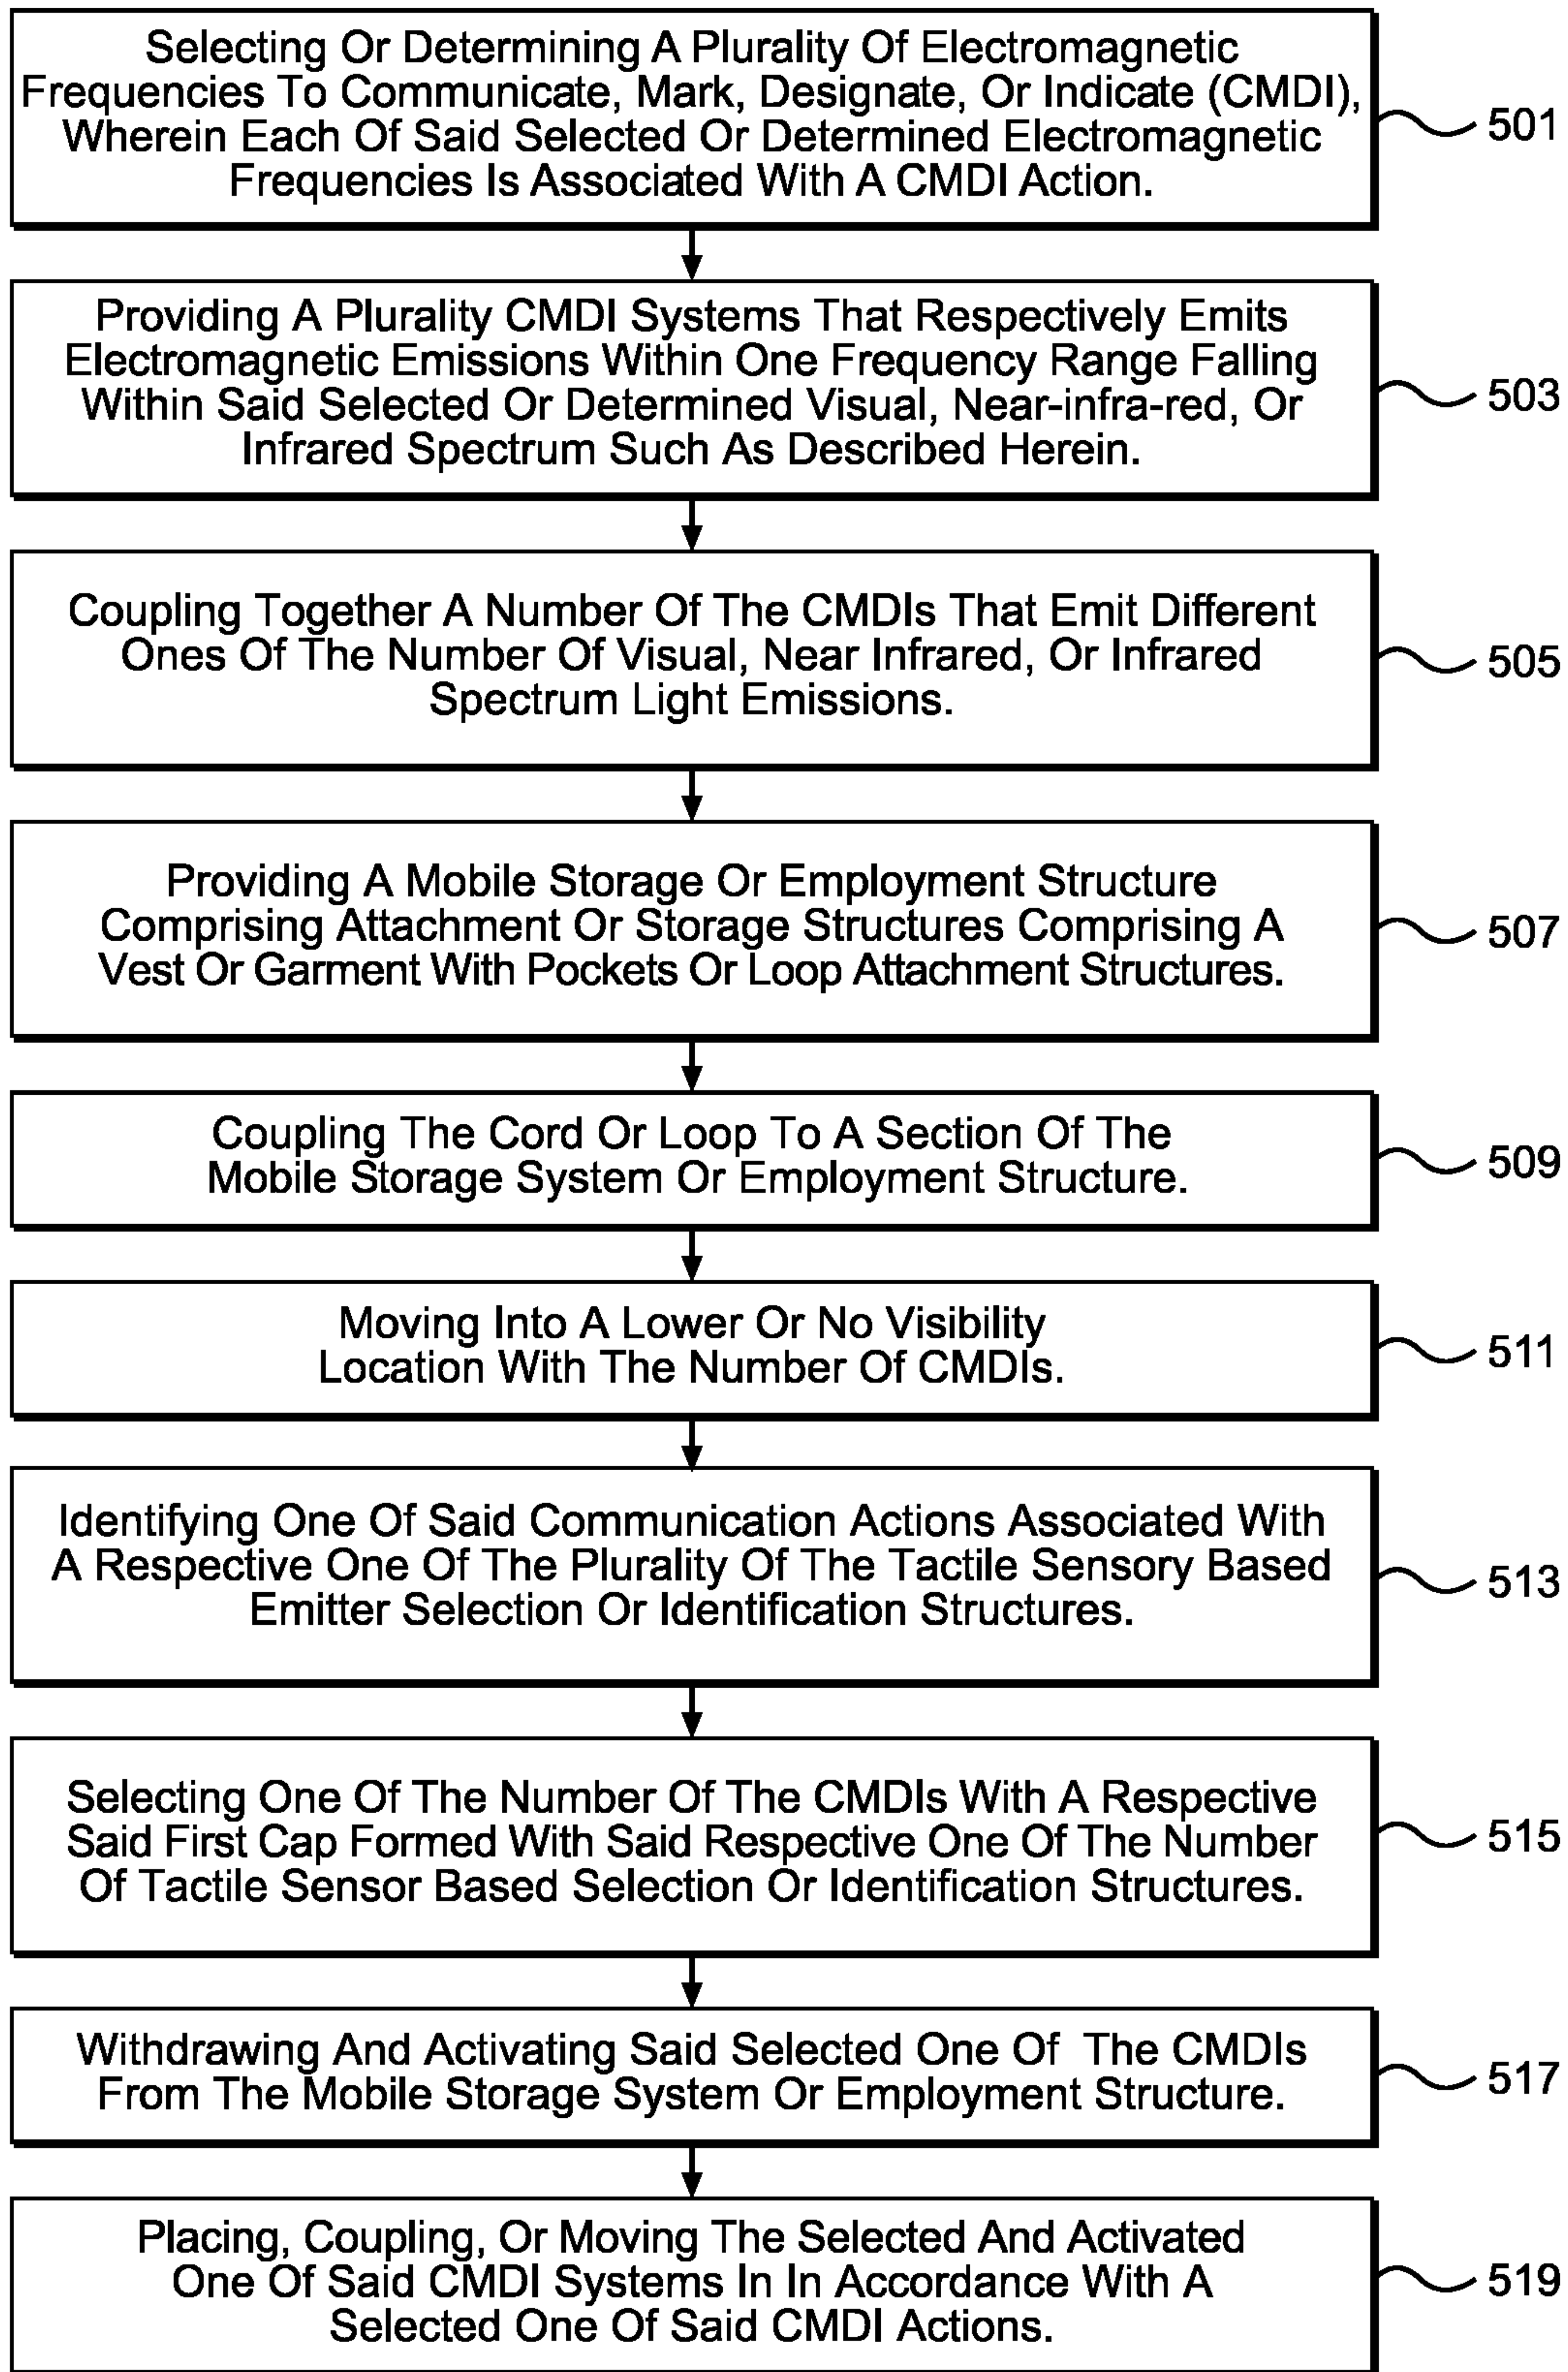 Selecting Or Determining A Plurality Of Electromagnetic
Frequencies To Communicate, Mark, Designate, Or Indicate (CMDI),
Wherein Each Of Said Selected Or Determined Electromagnetic
Frequencies Is Associated With A CMDI Action.
501
Providing A Plurality CMDI Systems That Respectively Emits
Electromagnetic Emissions Within One Frequency Range Falling
Within Said Selected Or Determined Visual, Near-infra-red, Or
Infrared Spectrum Such As Described Herein.
503
Coupling Together A Number Of The CMDIs That Emit Different
Ones Of The Number Of Visual, Near Infrared, Or Infrared
Spectrum Light Emissions.
505
Providing A Mobile Storage Or Employment Structure
Comprising Attachment Or Storage Structures Comprising A
Vest Or Garment With Pockets Or Loop Attachment Structures.
507
Coupling The Cord Or Loop To A Section Of The
Mobile Storage System Or Employment Structure.
509
Moving Into A Lower Or No Visibility
Location With The Number Of CMDIs.
511
Identifying One Of Said Communication Actions Associated With
A Respective One Of The Plurality Of The Tactile Sensory Based
Emitter Selection Or Identification Structures.
513
Selecting One Of The Number Of The CMDIs With A Respective
Said First Cap Formed With Said Respective One Of The Number
Of Tactile Sensor Based Selection Or Identification Structures.
515
Withdrawing And Activating Said Selected One Of The CMDIs
From The Mobile Storage System Or Employment Structure.
517
Placing, Coupling, Or Moving The Selected And Activated
One Of Said CMDI Systems In In Accordance With A
Selected One Of Said CMDI Actions.
519